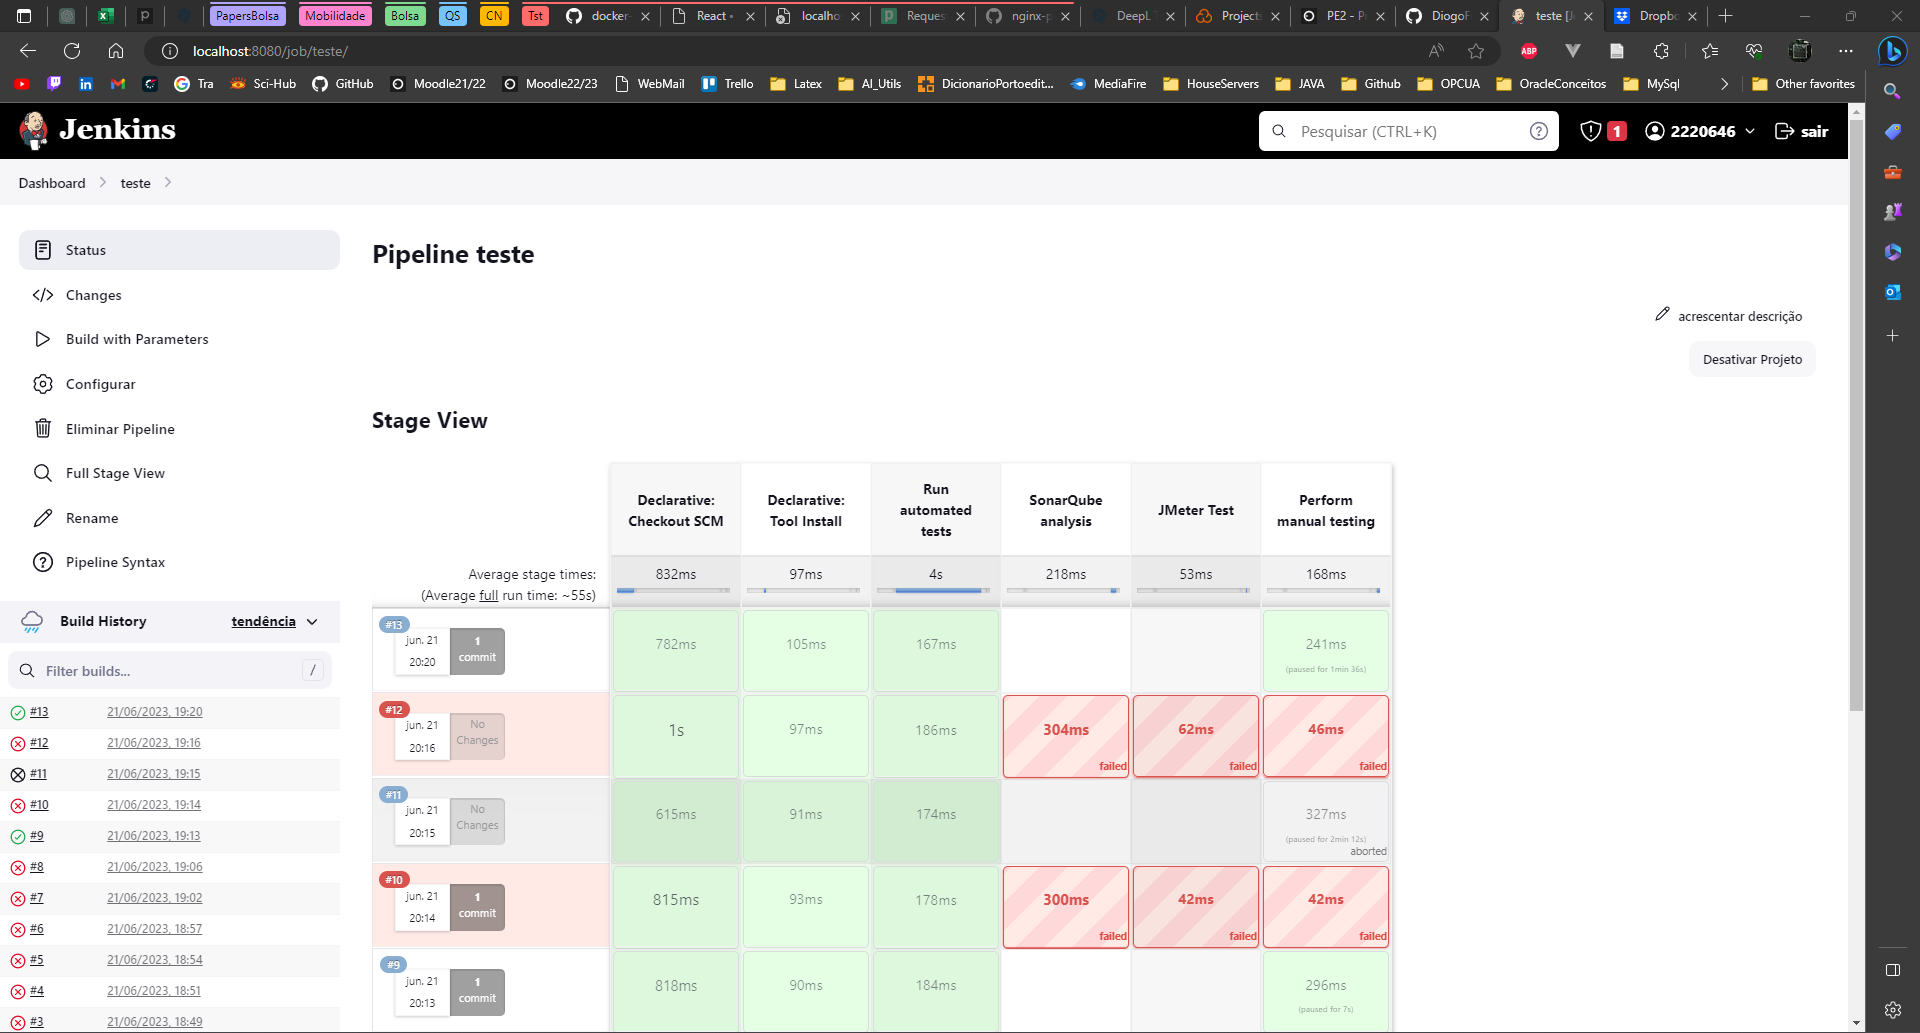 PapersBolsa
Mobilidade
Bolsa
QS
CN
Tst
docker-
React •
localho
Reques
nginx-p
DeepL T
Projects
PE2 - P
DiogoF
teste [J
Dropbo
localhost:8080/job/teste/
Tra
Sci-Hub
GitHub
Moodle21/22
Moodle22/23
WebMail
Trello
Latex
AI_Utils
DicionarioPortoedit...
MediaFire
HouseServers
JAVA
Github
OPCUA
OracleConceitos
MySql
Other favorites
Jenkins
Pesquisar (CTRL+K)
1
2220646
sair
Dashboard
teste
Status
Changes
Build with Parameters
Configurar
Eliminar Pipeline
Full Stage View
Rename
Pipeline Syntax
Build History
tendência
Filter builds...
/
#13 21/06/2023, 19:20
#12 21/06/2023, 19:16
#11 21/06/2023, 19:15
#10 21/06/2023, 19:14
#9 21/06/2023, 19:13
#8 21/06/2023, 19:06
#7 21/06/2023, 19:02
#6 21/06/2023, 18:57
#5 21/06/2023, 18:54
#4 21/06/2023, 18:51
#3 21/06/2023, 18:49
Pipeline teste
acrescentar descrição
Desativar Projeto
Stage View
Declarative: Checkout SCM
Declarative: Tool Install
Run automated tests
SonarQube analysis
JMeter Test
Perform manual testing
Average stage times:
(Average full run time: ~55s)
832ms
97ms
4s
218ms
53ms
168ms
#13
jun. 21
20:20
1
commit
782ms
105ms
167ms
241ms
(paused for 1min 36s)
#12
jun. 21
20:16
No
Changes
1s
97ms
186ms
304ms
failed
62ms
failed
46ms
failed
#11
jun. 21
20:15
No
Changes
615ms
91ms
174ms
327ms
(paused for 2min 12s)
aborted
#10
jun. 21
20:14
1
commit
815ms
93ms
178ms
300ms
failed
42ms
failed
42ms
failed
#9
jun. 21
20:13
1
commit
818ms
90ms
184ms
296ms
(paused for 7s)